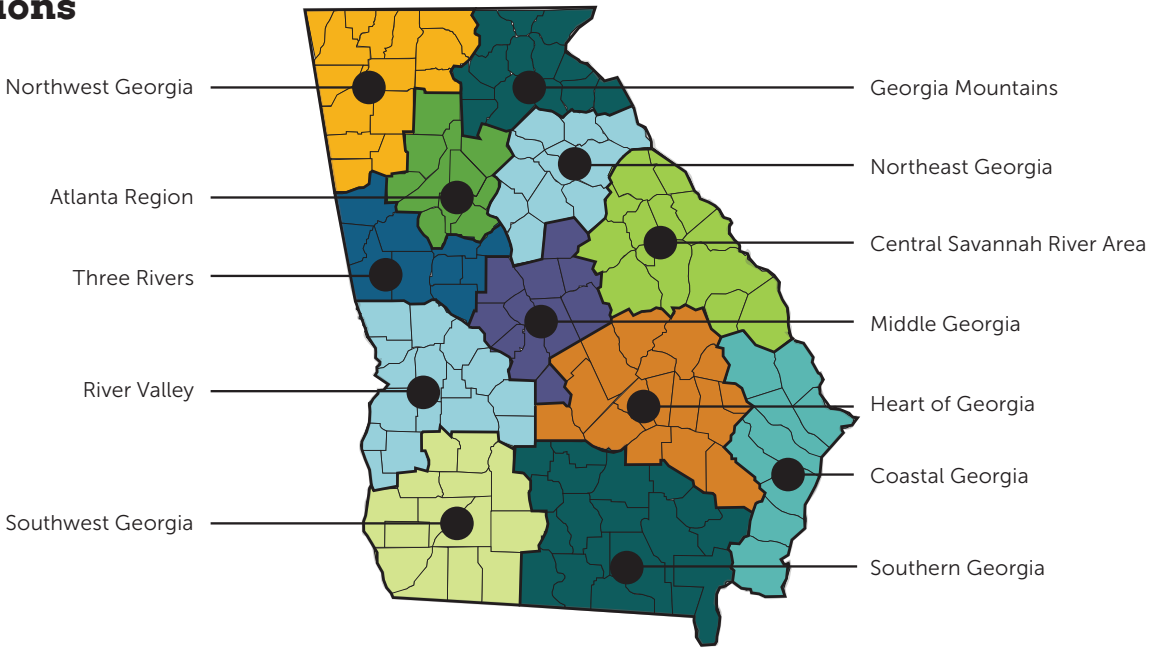 Northwest Georgia
Atlanta Region
Three Rivers
River Valley
Southwest Georgia
Georgia Mountains
Northeast Georgia
Central Savannah River Area
Middle Georgia
Heart of Georgia
Coastal Georgia
Southern Georgia